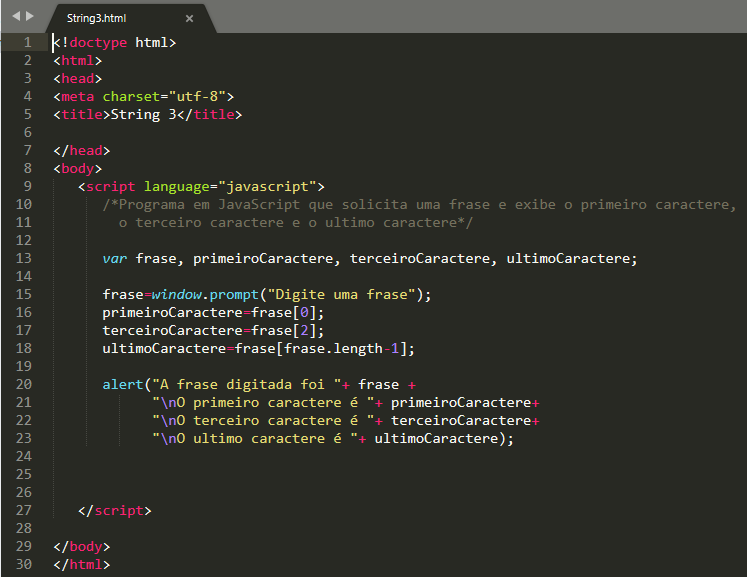 String3.html
1 <!doctype html>
2 <html>
3 <head>
4 <meta charset="utf-8">
5 <title>String 3</title>
6
7 </head>
8 <body>
9 <script language="javascript">
10 /*Programa em JavaScript que solicita uma frase e exibe o primeiro caractere,
11 o terceiro caractere e o ultimo caractere*/
12
13 var frase, primeiroCaractere, terceiroCaractere, ultimoCaractere;
14
15 frase=window.prompt("Digite uma frase");
16 primeiroCaractere=frase[0];
17 terceiroCaractere=frase[2];
18 ultimoCaractere=frase[frase.length-1];
19
20 alert("A frase digitada foi "+ frase +
21 "\nO primeiro caractere é "+ primeiroCaractere+
22 "\nO terceiro caractere é "+ terceiroCaractere+
23 "\nO ultimo caractere é "+ ultimoCaractere);
24
25
26
27 </script>
28
29 </body>
30 </html>